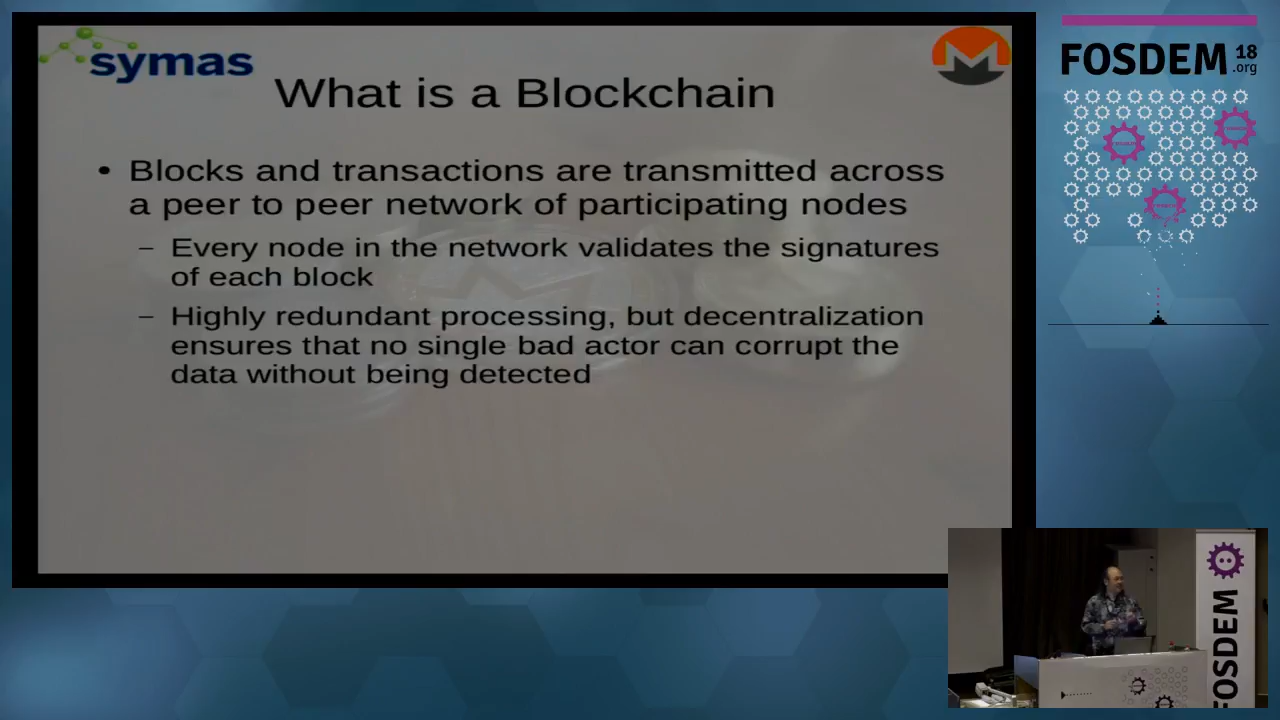 symas
What is a Blockchain
• Blocks and transactions are transmitted across
a peer to peer network of participating nodes
– Every node in the network validates the signatures
of each block
– Highly redundant processing, but decentralization
ensures that no single bad actor can corrupt the
data without being detected
FOSDEM 18
.org
FOSDEM